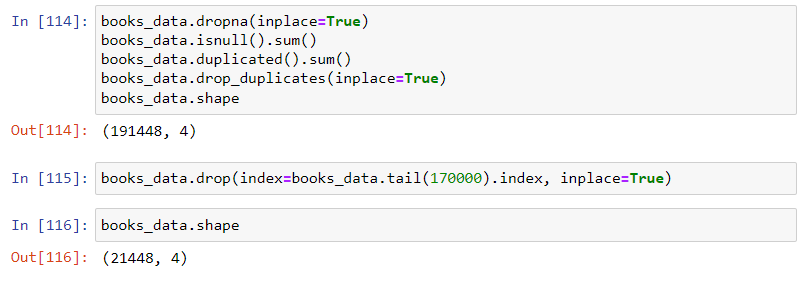 In [114]: books_data.dropna(inplace=True)
books_data.isnull().sum()
books_data.duplicated().sum()
books_data.drop_duplicates(inplace=True)
books_data.shape
Out[114]: (191448, 4)
In [115]: books_data.drop(index=books_data.tail(170000).index, inplace=True)
In [116]: books_data.shape
Out[116]: (21448, 4)